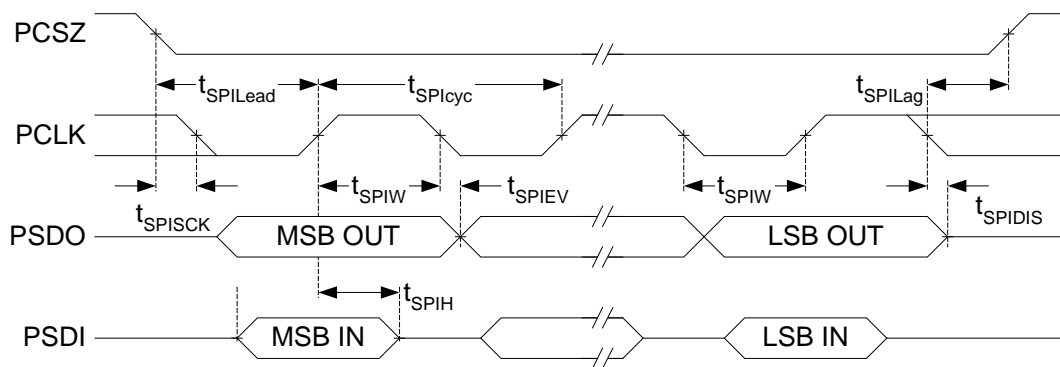 PCSZ
tSPILead
tSPIcyc
tSPILag
PCLK
tSPIW
tSPIEV
tSPIW
tSPISCK
tSPIDIS
PSDO
MSB OUT
LSB OUT
tSPIH
PSDI
MSB IN
LSB IN